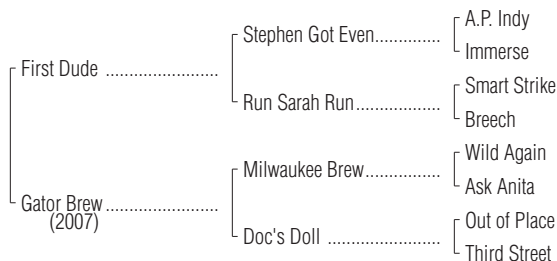 First Dude
Gator Brew
(2007)
Stephen Got Even
Run Sarah Run
Milwaukee Brew
Doc's Doll
A.P. Indy
Immerse
Smart Strike
Breech
Wild Again
Ask Anita
Out of Place
Third Street